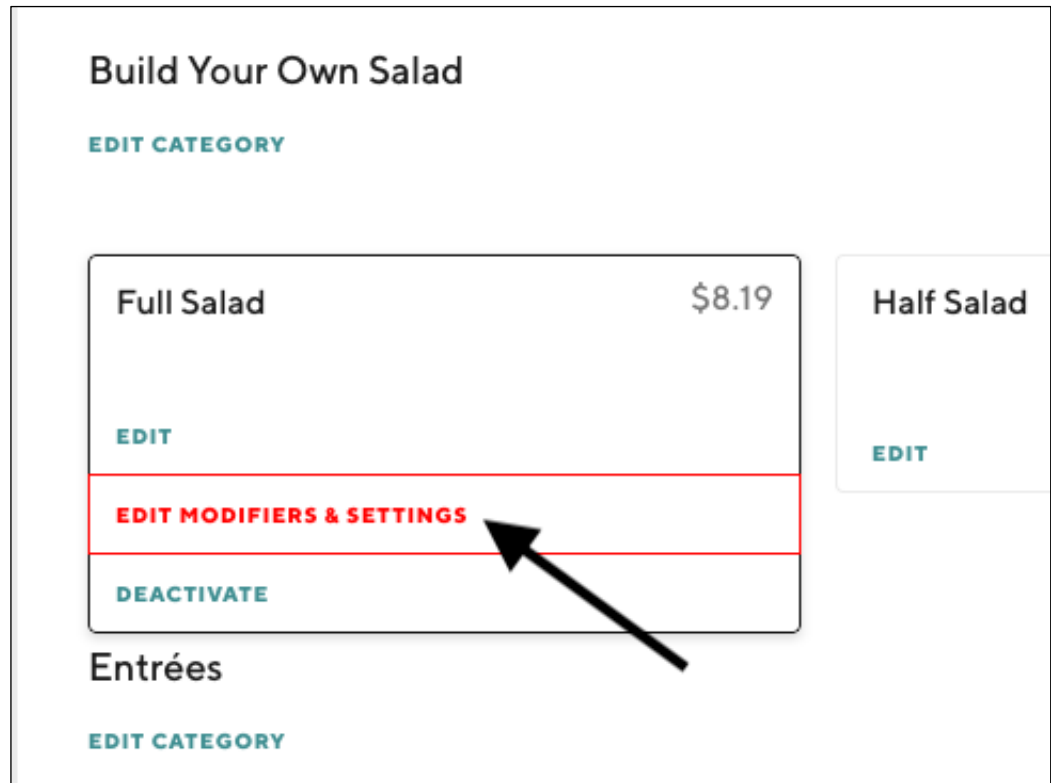 Build Your Own Salad
EDIT CATEGORY
Full Salad
$8.19
EDIT
EDIT MODIFIERS & SETTINGS
DEACTIVATE
Half Salad
EDIT
Entrées
EDIT CATEGORY